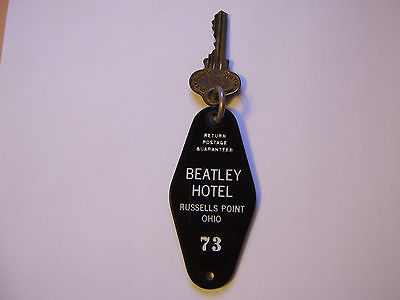 RETURN
POSTAGE
GUARANTEED
BEATLEY
HOTEL
RUSSELLS POINT
OHIO
73